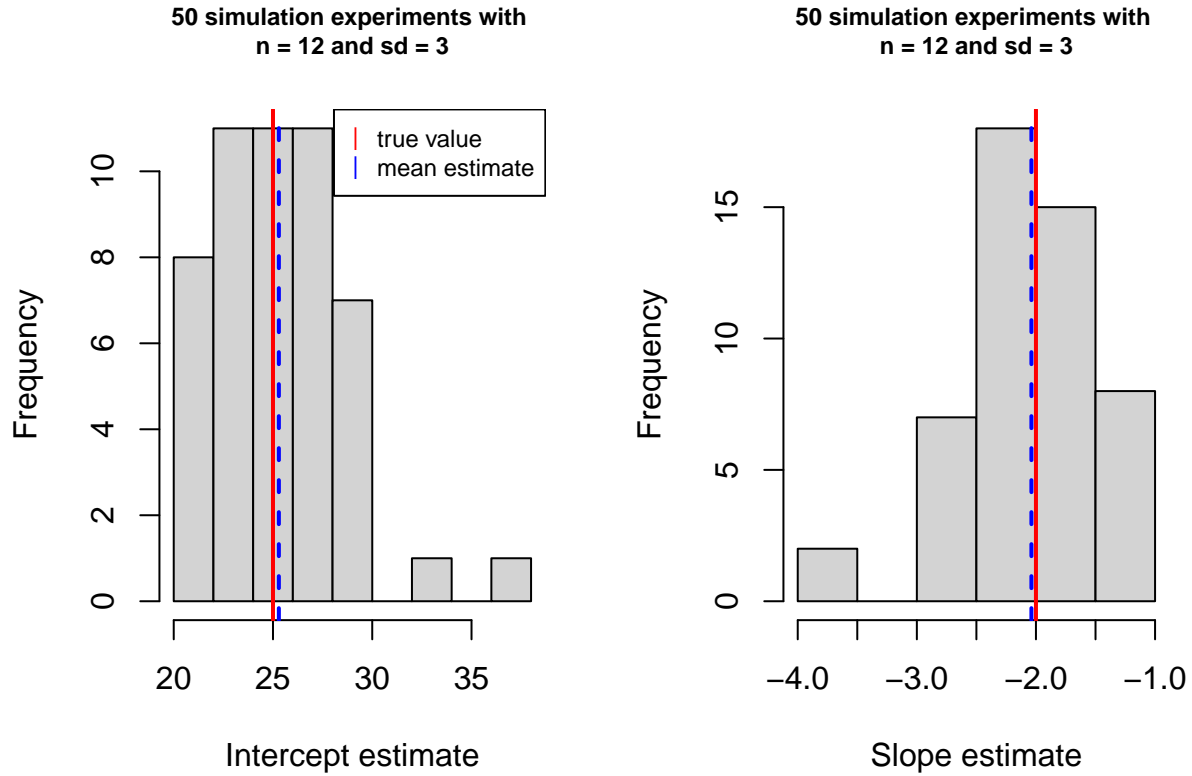 50 simulation experiments with
n = 12 and sd = 3
true value
mean estimate
Frequency
10
8
6
4
2
0
20 25 30 35
Intercept estimate
50 simulation experiments with
n = 12 and sd = 3
Frequency
15
10
5
0
−4.0 −3.0 −2.0 −1.0
Slope estimate